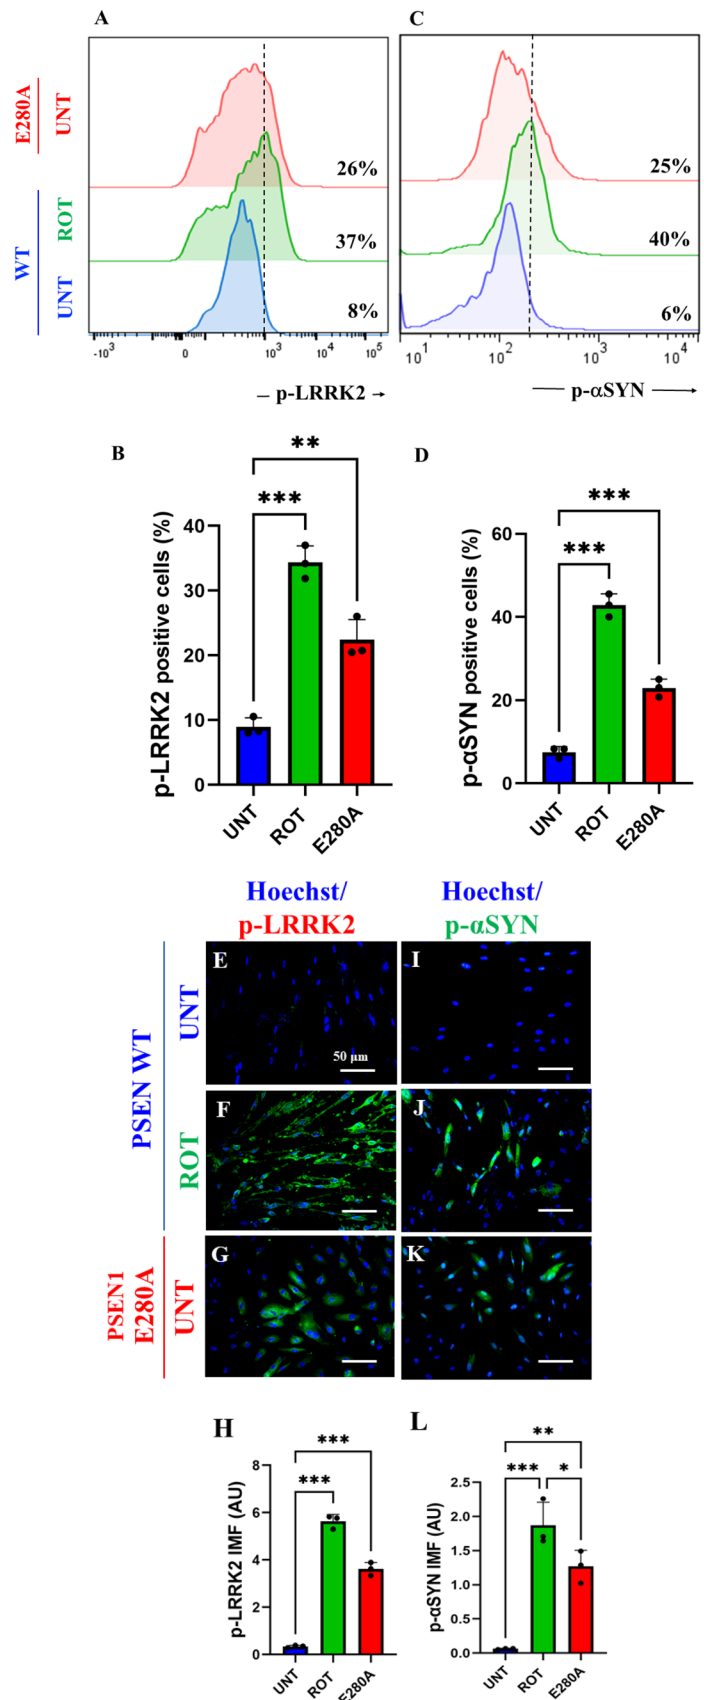 A
C
E280A
UNT
26%
25%
WT
ROT
37%
40%
UNT
8%
6%
-10³
0
10³
10⁴
10⁵
10¹
10²
10³
10⁴
– p-LRRK2 →
— p-αSYN →
B
**
***
p-LRRK2 positive cells (%)
40
30
20
10
0
UNT
ROT
E280A
D
***
***
p-αSYN positive cells (%)
60
40
20
0
UNT
ROT
E280A
Hoechst/
p-LRRK2
Hoechst/
p-αSYN
PSEN WT
UNT
E
50 µm
I
ROT
F
J
PSEN1
E280A
UNT
G
K
H
***
***
p-LRRK2 IMF (AU)
8
6
4
2
0
UNT
ROT
E280A
L
**
***
*
p-αSYN IMF (AU)
2.5
2.0
1.5
1.0
0.5
0.0
UNT
ROT
E280A